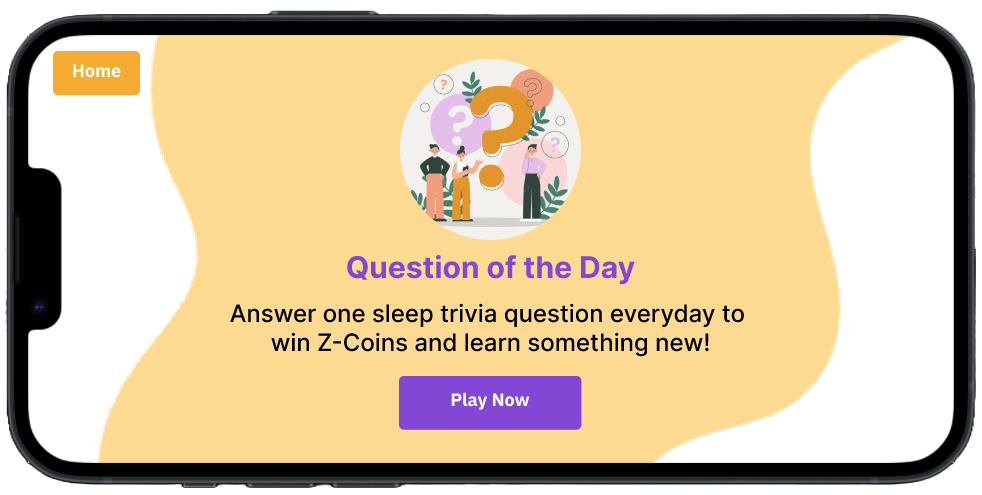 Home
Question of the Day
Answer one sleep trivia question everyday to
win Z-Coins and learn something new!
Play Now